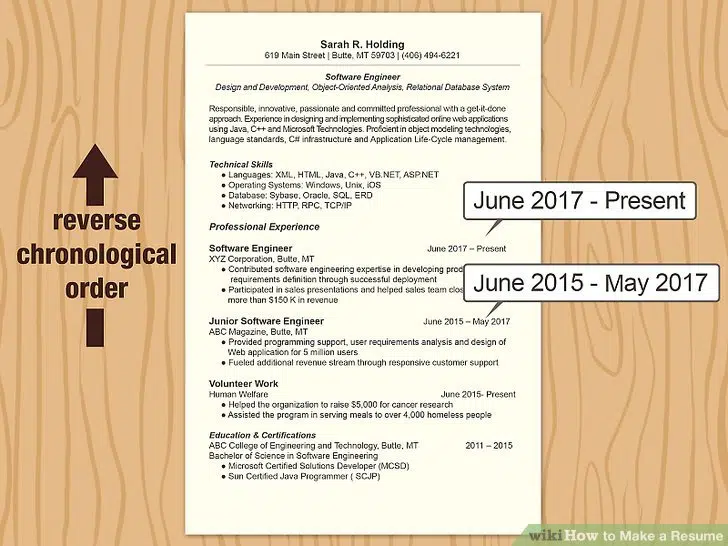 Sarah R. Holding
619 Main Street | Butte, MT 59703 | (406) 494-6221
Software Engineer
Design and Development, Object-Oriented Analysis, Relational Database System
Responsible, innovative, passionate and committed professional with a get-it-done
approach. Experience in designing and implementing sophisticated online web applications
using Java, C++ and Microsoft Technologies. Proficient in object modeling technologies,
language standards, C# infrastructure and Application Life-Cycle management.
Technical Skills
● Languages: XML, HTML, Java, C++, VB.NET, ASP.NET
● Operating Systems: Windows, Unix, iOS
● Database: Sybase, Oracle, SQL, ERD
● Networking: HTTP, RPC, TCP/IP
June 2017 - Present
reverse
chronological
order
Professional Experience
Software Engineer June 2017 – Present
XYZ Corporation, Butte, MT
● Contributed software engineering expertise in developing
requirements definition through successful deployment
● Participated in sales presentations and helped sales team
more than $150 K in revenue
June 2015 - May 2017
Junior Software Engineer June 2015 – May 2017
ABC Magazine, Butte, MT
● Provided programming support, user requirements analysis and design of
Web application for 5 million users
● Fueled additional revenue stream through responsive customer support
Volunteer Work
Human Welfare June 2015- Present
● Helped the organization to raise $5,000 for cancer research
● Assisted the program in serving meals to over 4,000 homeless people
Education & Certifications
ABC College of Engineering and Technology, Butte, MT 2011 – 2015
Bachelor of Science in Software Engineering
● Microsoft Certified Solutions Developer (MCSD)
● Sun Certified Java Programmer ( SCJP)
wikiHow to Make a Resume